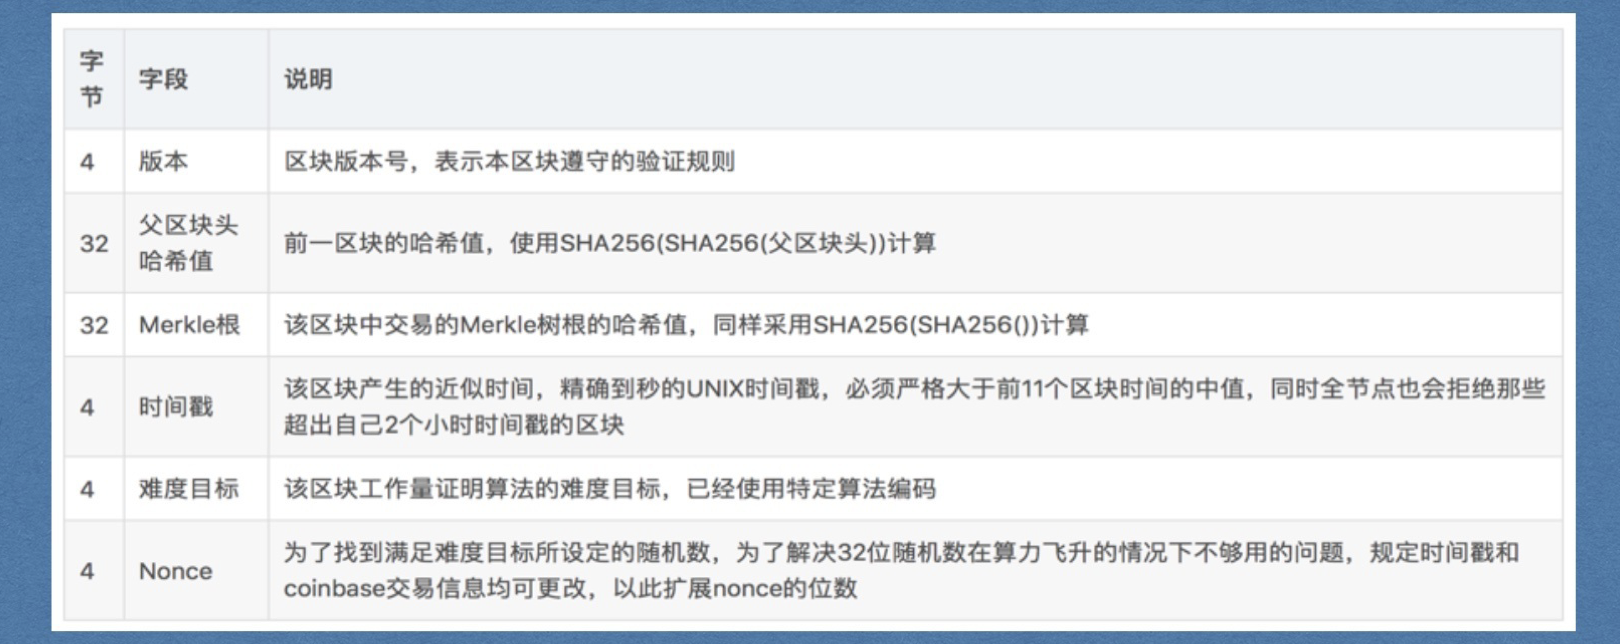 字
节
字段
说明
4
版本
区块版本号，表示本区块遵守的验证规则
32
父区块头
哈希值
前一区块的哈希值，使用SHA256(SHA256(父区块头))计算
32
Merkle根
该区块中交易的Merkle树根的哈希值，同样采用SHA256(SHA256())计算
4
时间戳
该区块产生的近似时间，精确到秒的UNIX时间戳，必须严格大于前11个区块时间的中值，同时全节点也会拒绝那些
超出自己2个小时时间戳的区块
4
难度目标
该区块工作量证明算法的难度目标，已经使用特定算法编码
4
Nonce
为了找到满足难度目标所设定的随机数，为了解决32位随机数在算力飞升的情况下不够用的问题，规定时间戳和
coinbase交易信息均可更改，以此扩展nonce的位数